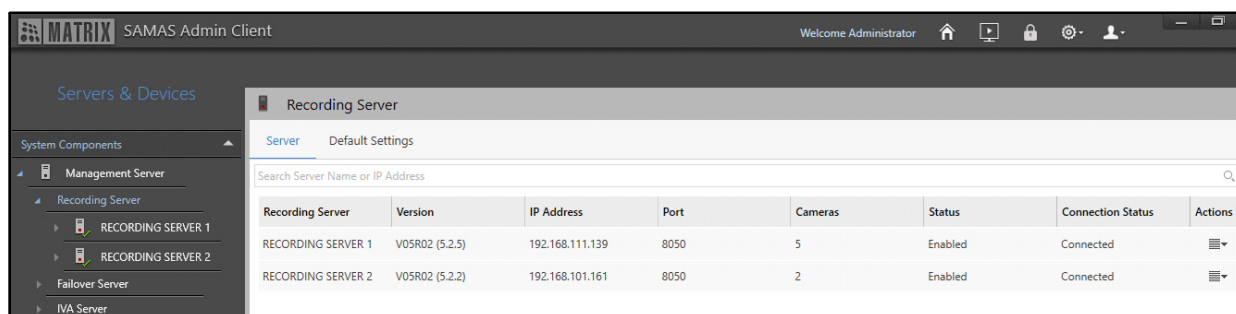 MATRIX SAMAS Admin Client Welcome Administrator
Servers & Devices
Recording Server
System Components
Server Default Settings
Management Server
Search Server Name or IP Address
Recording Server
Recording Server Version IP Address Port Cameras Status Connection Status Actions
RECORDING SERVER 1
RECORDING SERVER 1 V05R02 (5.2.5) 192.168.111.139 8050 5 Enabled Connected
RECORDING SERVER 2
RECORDING SERVER 2 V05R02 (5.2.2) 192.168.101.161 8050 2 Enabled Connected
Failover Server
IVA Server